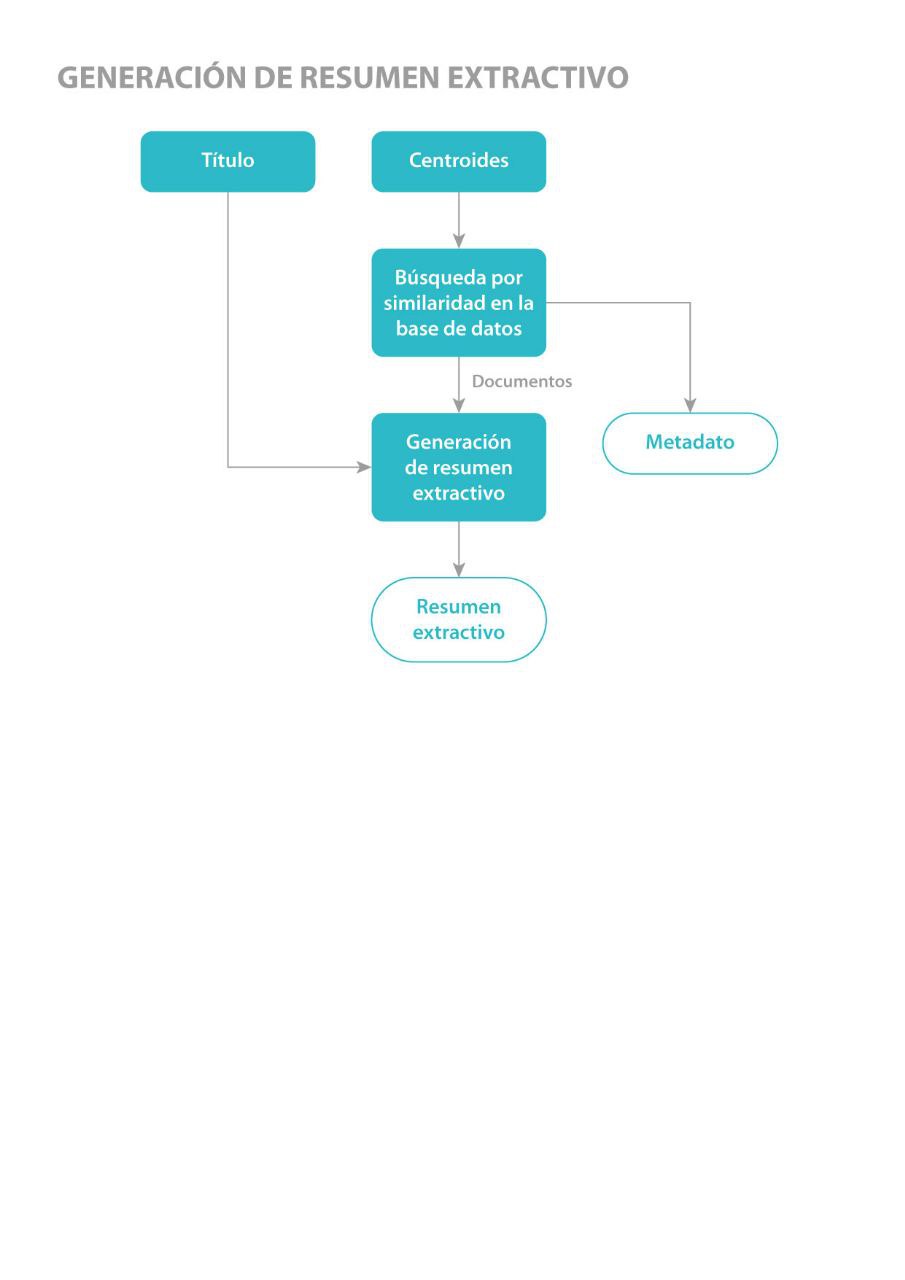 GENERACIÓN DE RESUMEN EXTRACTIVO
Título
Centroides
Búsqueda por
similaridad en la
base de datos
Documentos
Generación
de resumen
extractivo
Metadato
Resumen
extractivo